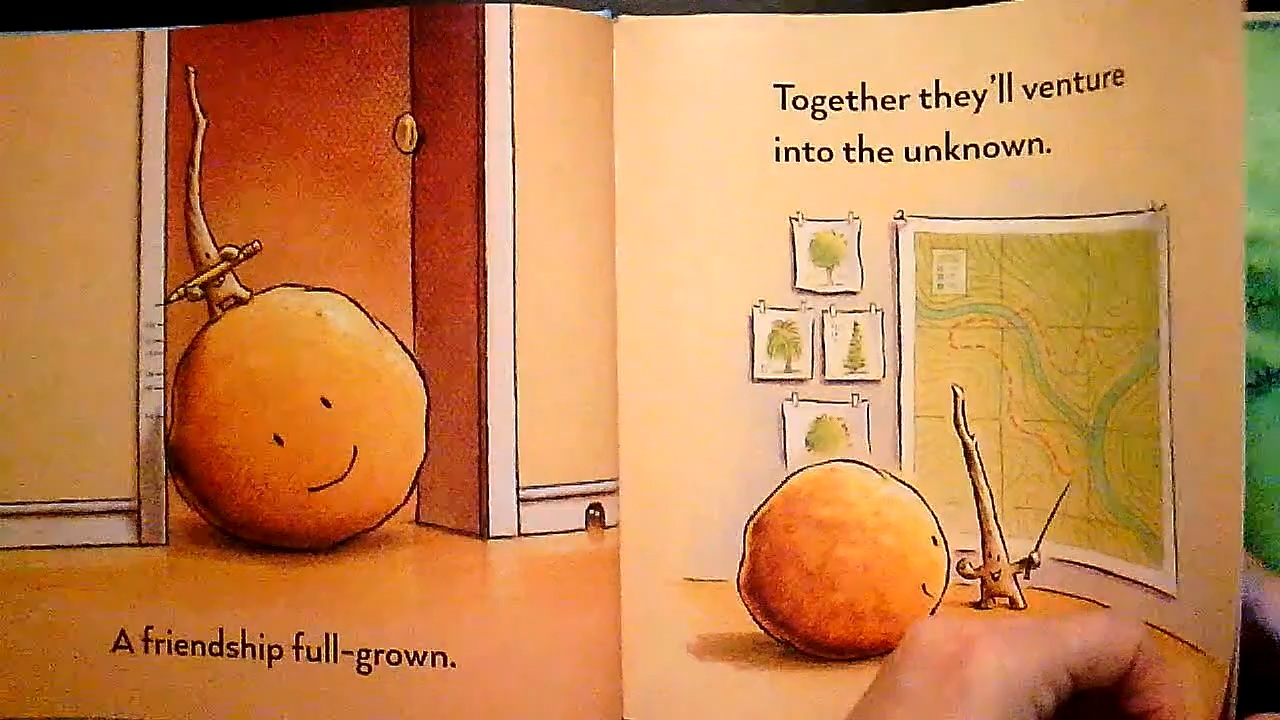 A friendship full-grown.
Together they'll venture
into the unknown.